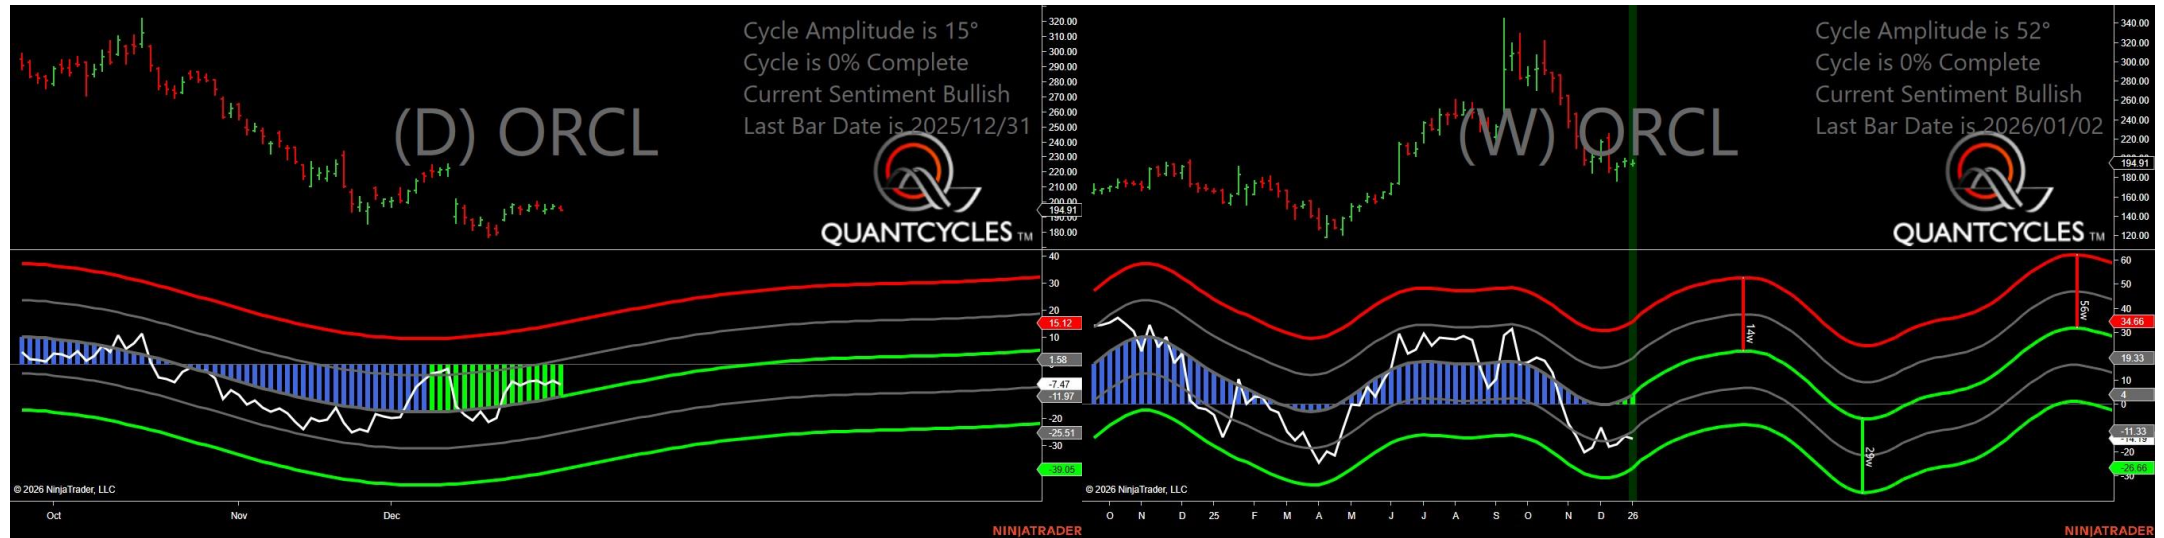 Cycle Amplitude is 15°
Cycle is 0% Complete
Current Sentiment Bullish
Last Bar Date is 2025/12/31
(D) ORCL
QUANTCYCLES TM
320.00
310.00
300.00
290.00
280.00
270.00
260.00
250.00
240.00
230.00
220.00
210.00
200.00
194.91
190.00
180.00
40
30
20
15.12
10
1.58
-7.47
-11.97
-20
-25.51
-30
-39.05
© 2026 NinjaTrader, LLC
Oct Nov Dec
NINJATRADER
Cycle Amplitude is 52°
Cycle is 0% Complete
Current Sentiment Bullish
Last Bar Date is 2026/01/02
(W) ORCL
QUANTCYCLES TM
340.00
320.00
300.00
280.00
260.00
240.00
220.00
194.91
180.00
160.00
140.00
120.00
60
50
40
34.66
30
19.33
10
4
0
-11.33
-14.19
-20
-26.66
-30
14w
29w
56w
© 2026 NinjaTrader, LLC
O N D 25 F M A M J J A S O N D 26
NINJATRADER